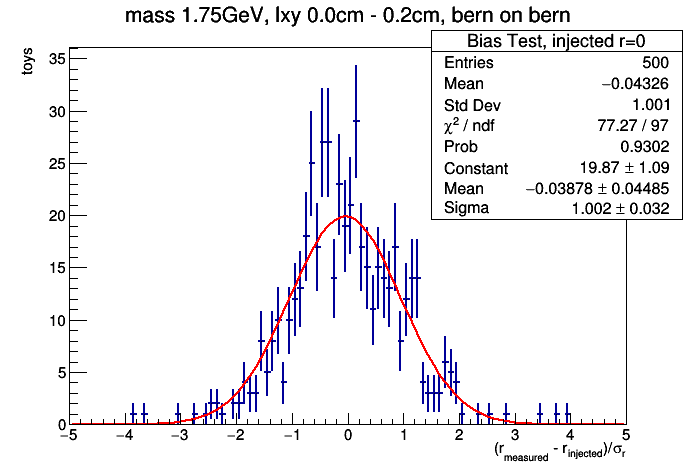 mass 1.75GeV, lxy 0.0cm - 0.2cm, bern on bern
Bias Test, injected r=0
Entries 500
Mean −0.04326
Std Dev 1.001
χ² / ndf 77.27 / 97
Prob 0.9302
Constant 19.87 ± 1.09
Mean −0.03878 ± 0.04485
Sigma 1.002 ± 0.032
toys
35
30
25
20
15
10
5
0
−5 −4 −3 −2 −1 0 1 2 3 4 5
(r_measured - r_injected)/σ_r